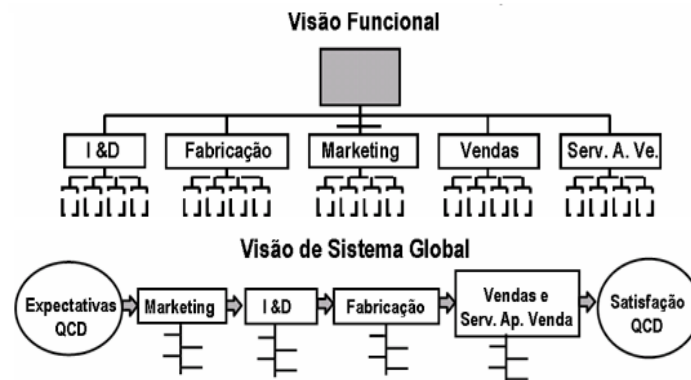 Visão Funcional
I &D
Fabricação
Marketing
Vendas
Serv. A. Ve.
Visão de Sistema Global
Expectativas
QCD
Marketing
I &D
Fabricação
Vendas e
Serv. Ap. Venda
Satisfação
QCD